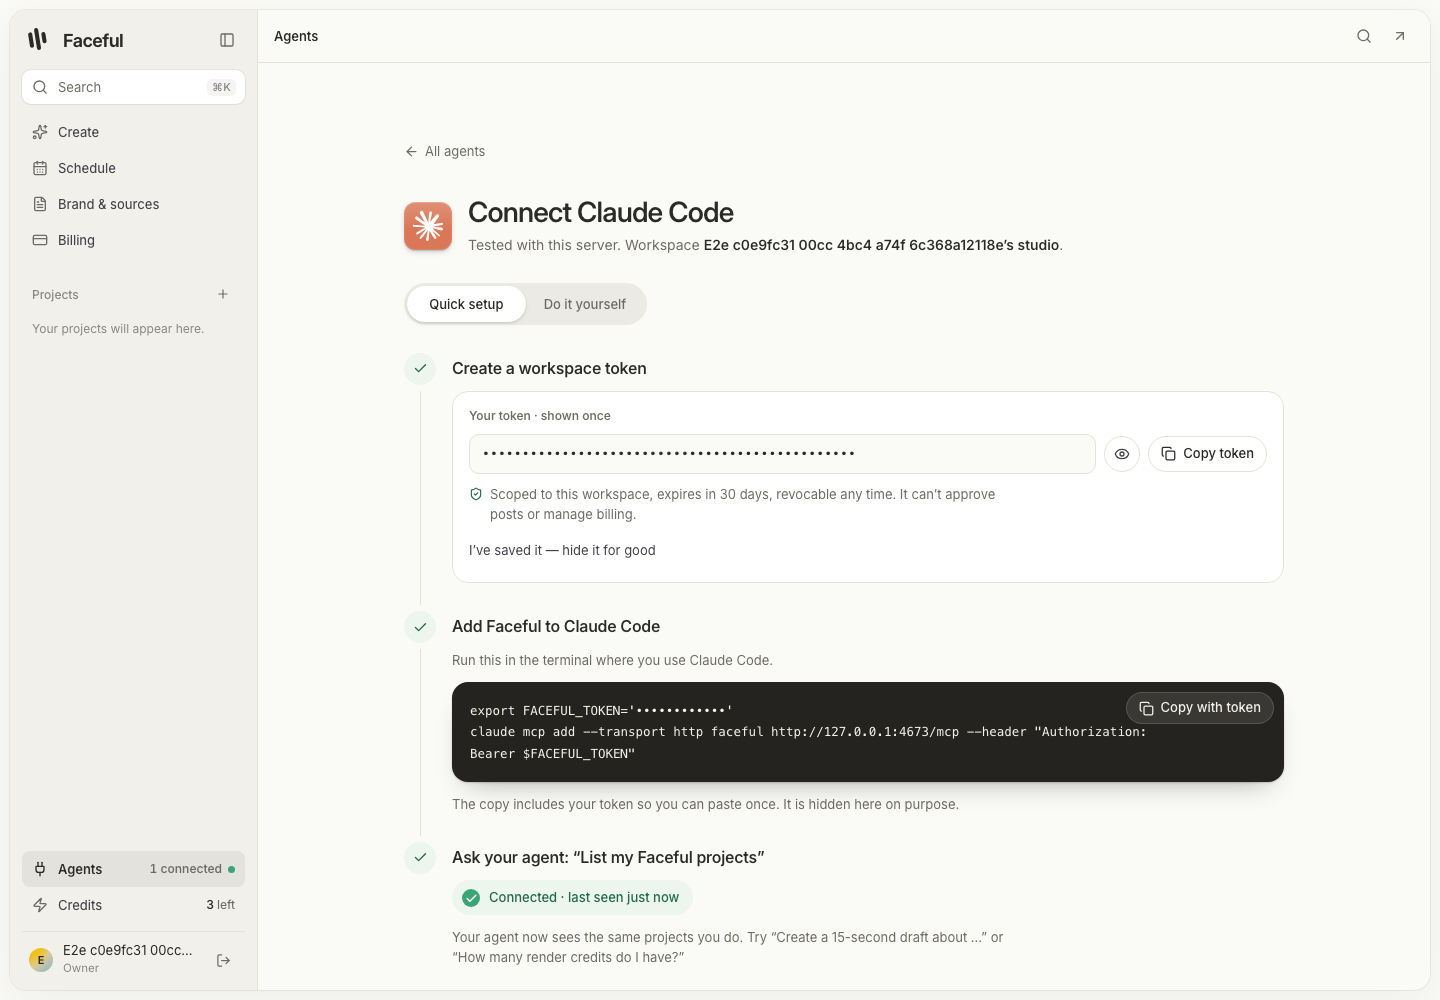 Faceful
Search
⌘K
Create
Schedule
Brand & sources
Billing
Projects
Your projects will appear here.
Agents
1 connected
Credits
3 left
E
E2e c0e9fc31 00cc...
Owner
Agents
All agents
Connect Claude Code
Tested with this server. Workspace E2e c0e9fc31 00cc 4bc4 a74f 6c368a12118e’s studio.
Quick setup
Do it yourself
Create a workspace token
Your token · shown once
••••••••••••••••••••••••••••••••••••••••••••••••
Copy token
Scoped to this workspace, expires in 30 days, revocable any time. It can’t approve
posts or manage billing.
I’ve saved it — hide it for good
Add Faceful to Claude Code
Run this in the terminal where you use Claude Code.
Copy with token
export FACEFUL_TOKEN='••••••••••••'
claude mcp add --transport http faceful http://127.0.0.1:4673/mcp --header "Authorization:
Bearer $FACEFUL_TOKEN"
The copy includes your token so you can paste once. It is hidden here on purpose.
Ask your agent: “List my Faceful projects”
Connected · last seen just now
Your agent now sees the same projects you do. Try “Create a 15-second draft about …” or
“How many render credits do I have?”